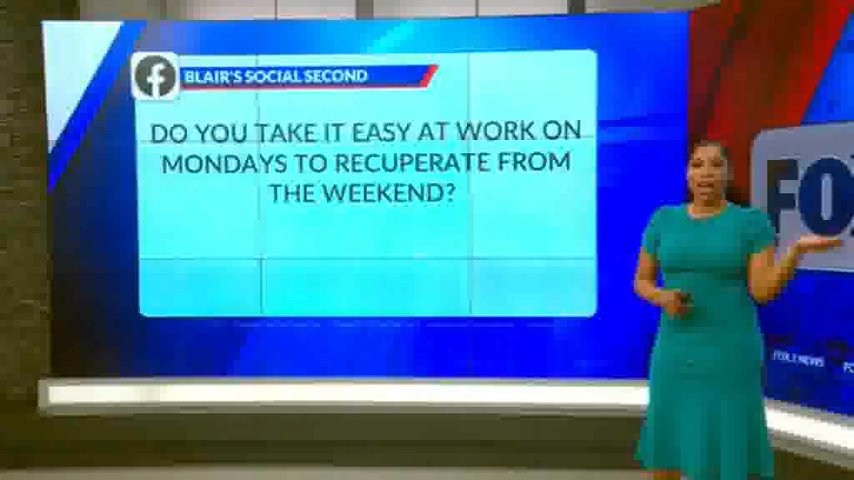 BLAIR'S SOCIAL SECOND
DO YOU TAKE IT EASY AT WORK ON
MONDAYS TO RECUPERATE FROM
THE WEEKEND?
FOX